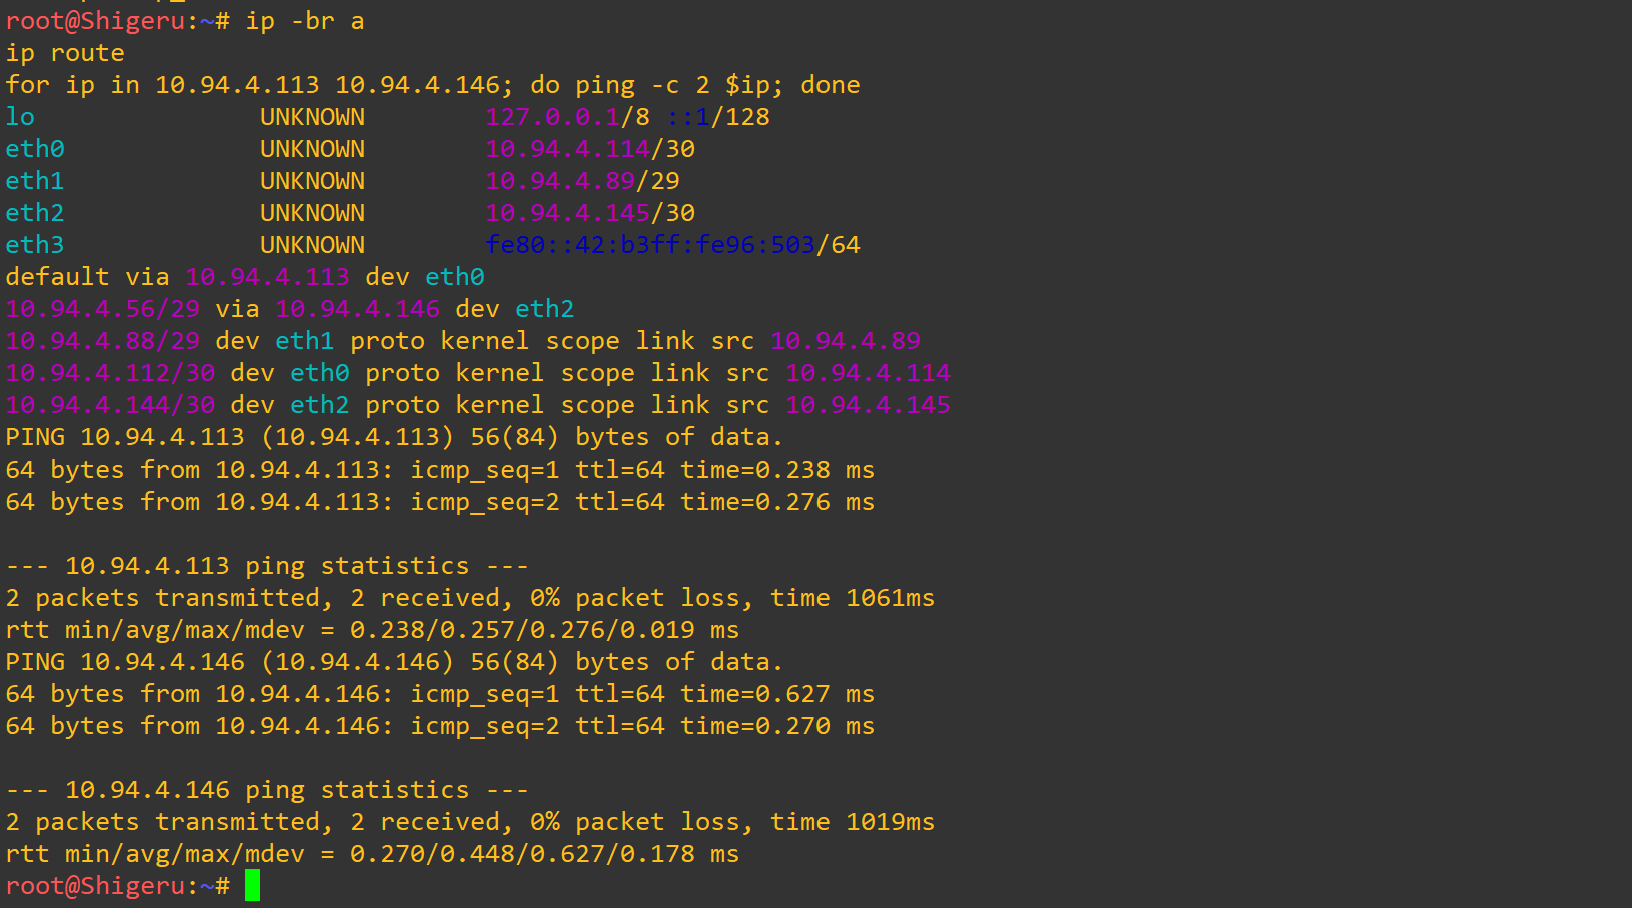 root@Shigeru:~# ip -br a
ip route
for ip in 10.94.4.113 10.94.4.146; do ping -c 2 $ip; done
lo               UNKNOWN        127.0.0.1/8 ::1/128
eth0             UNKNOWN        10.94.4.114/30
eth1             UNKNOWN        10.94.4.89/29
eth2             UNKNOWN        10.94.4.145/30
eth3             UNKNOWN        fe80::42:b3ff:fe96:503/64
default via 10.94.4.113 dev eth0
10.94.4.56/29 via 10.94.4.146 dev eth2
10.94.4.88/29 dev eth1 proto kernel scope link src 10.94.4.89
10.94.4.112/30 dev eth0 proto kernel scope link src 10.94.4.114
10.94.4.144/30 dev eth2 proto kernel scope link src 10.94.4.145
PING 10.94.4.113 (10.94.4.113) 56(84) bytes of data.
64 bytes from 10.94.4.113: icmp_seq=1 ttl=64 time=0.238 ms
64 bytes from 10.94.4.113: icmp_seq=2 ttl=64 time=0.276 ms

--- 10.94.4.113 ping statistics ---
2 packets transmitted, 2 received, 0% packet loss, time 1061ms
rtt min/avg/max/mdev = 0.238/0.257/0.276/0.019 ms
PING 10.94.4.146 (10.94.4.146) 56(84) bytes of data.
64 bytes from 10.94.4.146: icmp_seq=1 ttl=64 time=0.627 ms
64 bytes from 10.94.4.146: icmp_seq=2 ttl=64 time=0.270 ms

--- 10.94.4.146 ping statistics ---
2 packets transmitted, 2 received, 0% packet loss, time 1019ms
rtt min/avg/max/mdev = 0.270/0.448/0.627/0.178 ms
root@Shigeru:~#